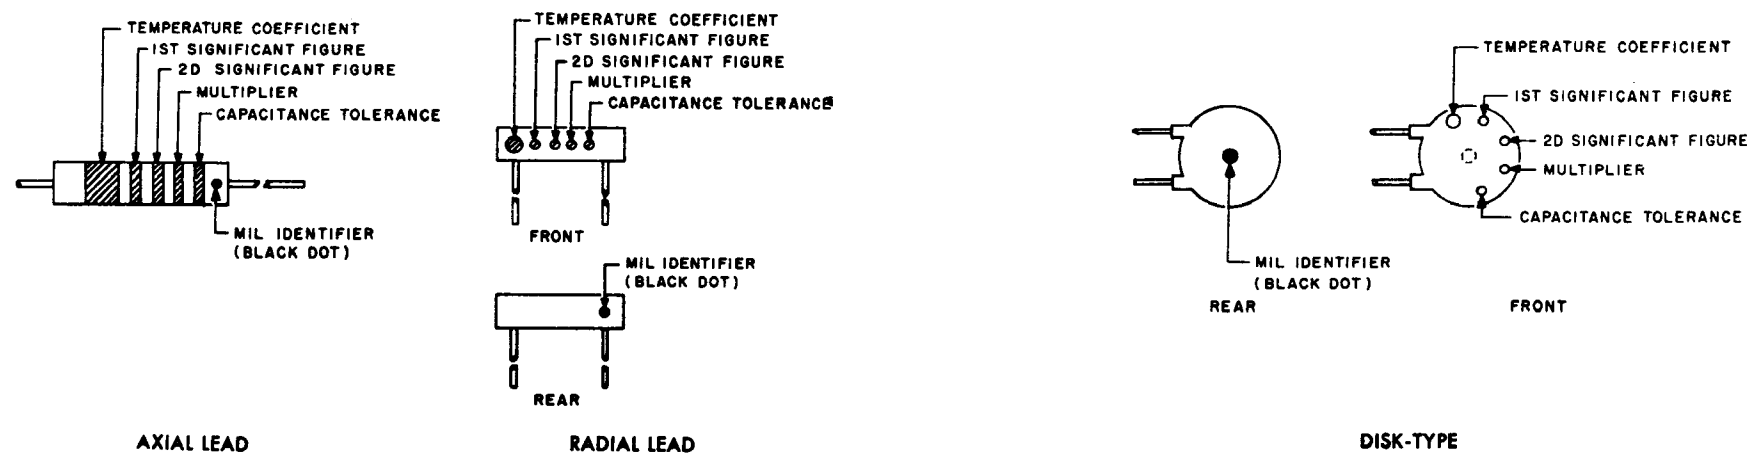 TEMPERATURE COEFFICIENT
1ST SIGNIFICANT FIGURE
2D SIGNIFICANT FIGURE
MULTIPLIER
CAPACITANCE TOLERANCE
MIL IDENTIFIER
(BLACK DOT)
AXIAL LEAD
TEMPERATURE COEFFICIENT
1ST SIGNIFICANT FIGURE
2D SIGNIFICANT FIGURE
MULTIPLIER
CAPACITANCE TOLERANCE
FRONT
MIL IDENTIFIER
(BLACK DOT)
REAR
RADIAL LEAD
MIL IDENTIFIER
(BLACK DOT)
REAR
TEMPERATURE COEFFICIENT
1ST SIGNIFICANT FIGURE
2D SIGNIFICANT FIGURE
MULTIPLIER
CAPACITANCE TOLERANCE
FRONT
DISK-TYPE